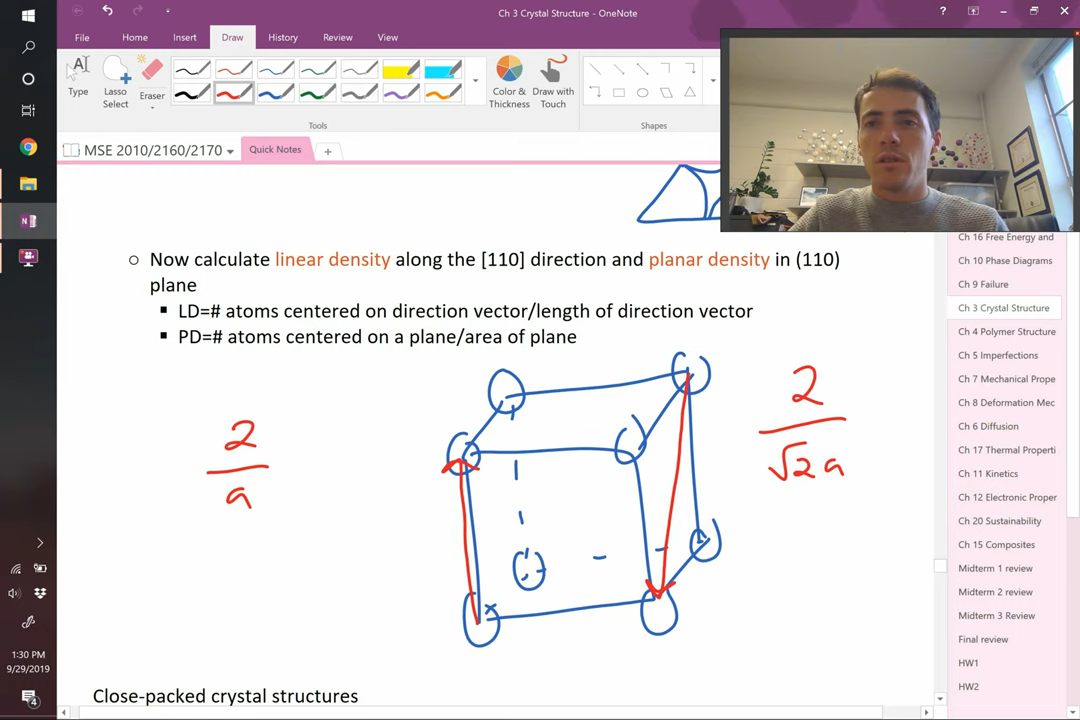 Ch 3 Crystal Structure - OneNote
?
File
Home
Insert
Draw
History
Review
View
Type
Lasso
Select
Eraser
Color &
Thickness
Draw with
Touch
Tools
Shapes
MSE 2010/2160/2170
Quick Notes
+
○ Now calculate linear density along the [110] direction and planar density in (110)
plane
▪ LD=# atoms centered on direction vector/length of direction vector
▪ PD=# atoms centered on a plane/area of plane
2
a
2
√2 a
Close-packed crystal structures
Ch 16 Free Energy and
Ch 10 Phase Diagrams
Ch 9 Failure
Ch 3 Crystal Structure
Ch 4 Polymer Structure
Ch 5 Imperfections
Ch 7 Mechanical Prope
Ch 8 Deformation Mec
Ch 6 Diffusion
Ch 17 Thermal Properti
Ch 11 Kinetics
Ch 12 Electronic Proper
Ch 20 Sustainability
Ch 15 Composites
Midterm 1 review
Midterm 2 review
Midterm 3 Review
Final review
HW1
HW2
1:30 PM
9/29/2019
4